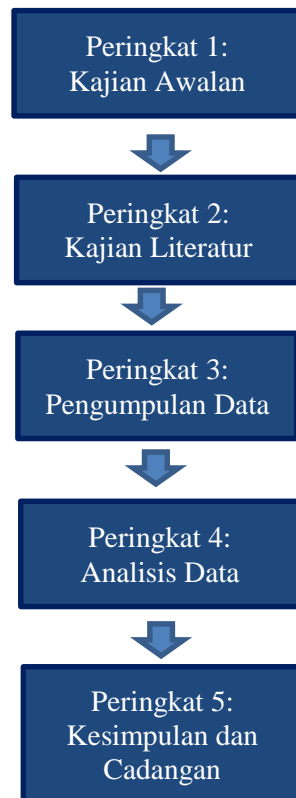 Peringkat 1:
Kajian Awalan
Peringkat 2:
Kajian Literatur
Peringkat 3:
Pengumpulan Data
Peringkat 4:
Analisis Data
Peringkat 5:
Kesimpulan dan
Cadangan